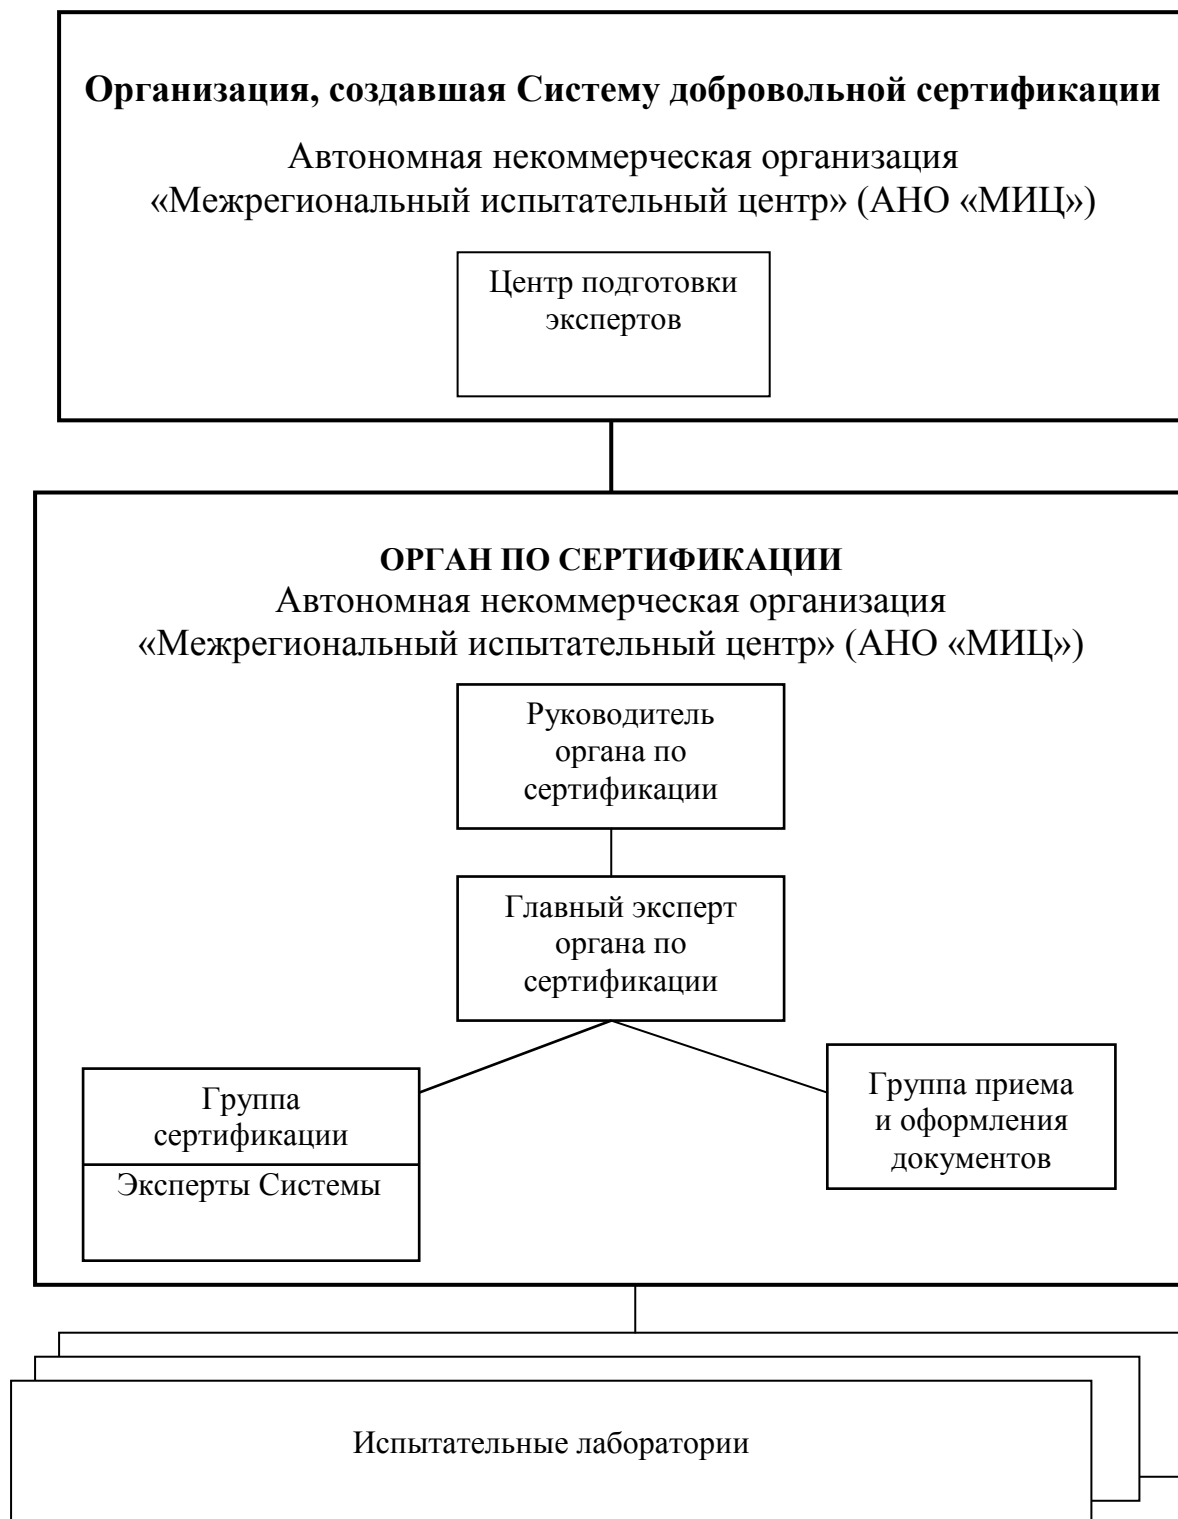 Организация, создавшая Систему добровольной сертификации
Автономная некоммерческая организация
«Межрегиональный испытательный центр» (АНО «МИЦ»)
Центр подготовки
экспертов
ОРГАН ПО СЕРТИФИКАЦИИ
Автономная некоммерческая организация
«Межрегиональный испытательный центр» (АНО «МИЦ»)
Руководитель
органа по
сертификации
Главный эксперт
органа по
сертификации
Группа
сертификации
Эксперты Системы
Группа приема
и оформления
документов
Испытательные лаборатории